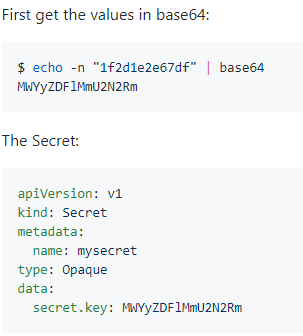 First get the values in base64:
$ echo -n "1f2d1e2e67df" | base64
MWYyZDFlMmU2N2Rm
The Secret:
apiVersion: v1
kind: Secret
metadata:
  name: mysecret
type: Opaque
data:
  secret.key: MWYyZDFlMmU2N2Rm